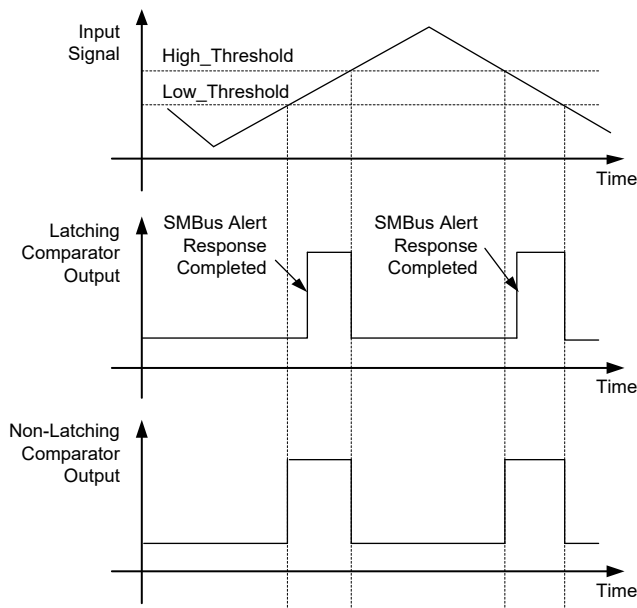 Input
Signal
High_Threshold
Low_Threshold
Time
Latching
Comparator
Output
SMBus Alert
Response
Completed
SMBus Alert
Response
Completed
Time
Non-Latching
Comparator
Output
Time